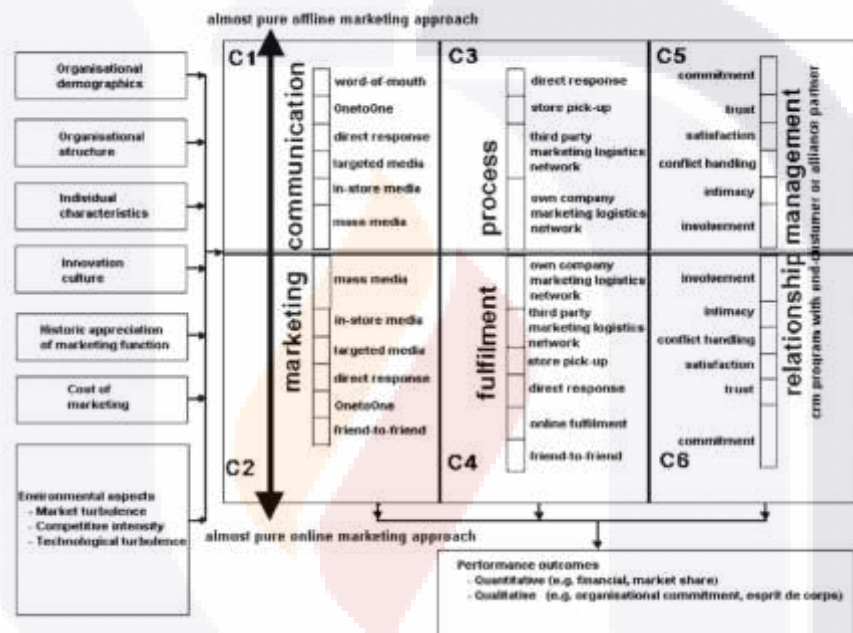 almost pure offline marketing approach
Organisational
demographics
Organisational
structure
Individual
characteristics
Innovation
culture
Historic appreciation
of marketing function
Cost of
marketing
Environmental aspects
- Market turbulence
- Competitive intensity
- Technological turbulence
C1
marketing communication
word-of-mouth
OnetoOne
direct response
targeted media
in-store media
mass media
C2
mass media
in-store media
targeted media
direct response
OnetoOne
friend-to-friend
C3
fulfilment process
direct response
store pick-up
third party
marketing logistics
network
own company
marketing logistics
network
C4
own company
marketing logistics
network
third party
marketing logistics
network
store pick-up
direct response
online fulfilment
friend-to-friend
C5
commitment
trust
satisfaction
conflict handling
intimacy
involvement
relationship management
crm program with end-customer or alliance partner
C6
involvement
intimacy
conflict handling
satisfaction
trust
commitment
almost pure online marketing approach
Performance outcomes
- Quantitative (e.g. financial, market share)
- Qualitative (e.g. organisational commitment, esprit de corps)